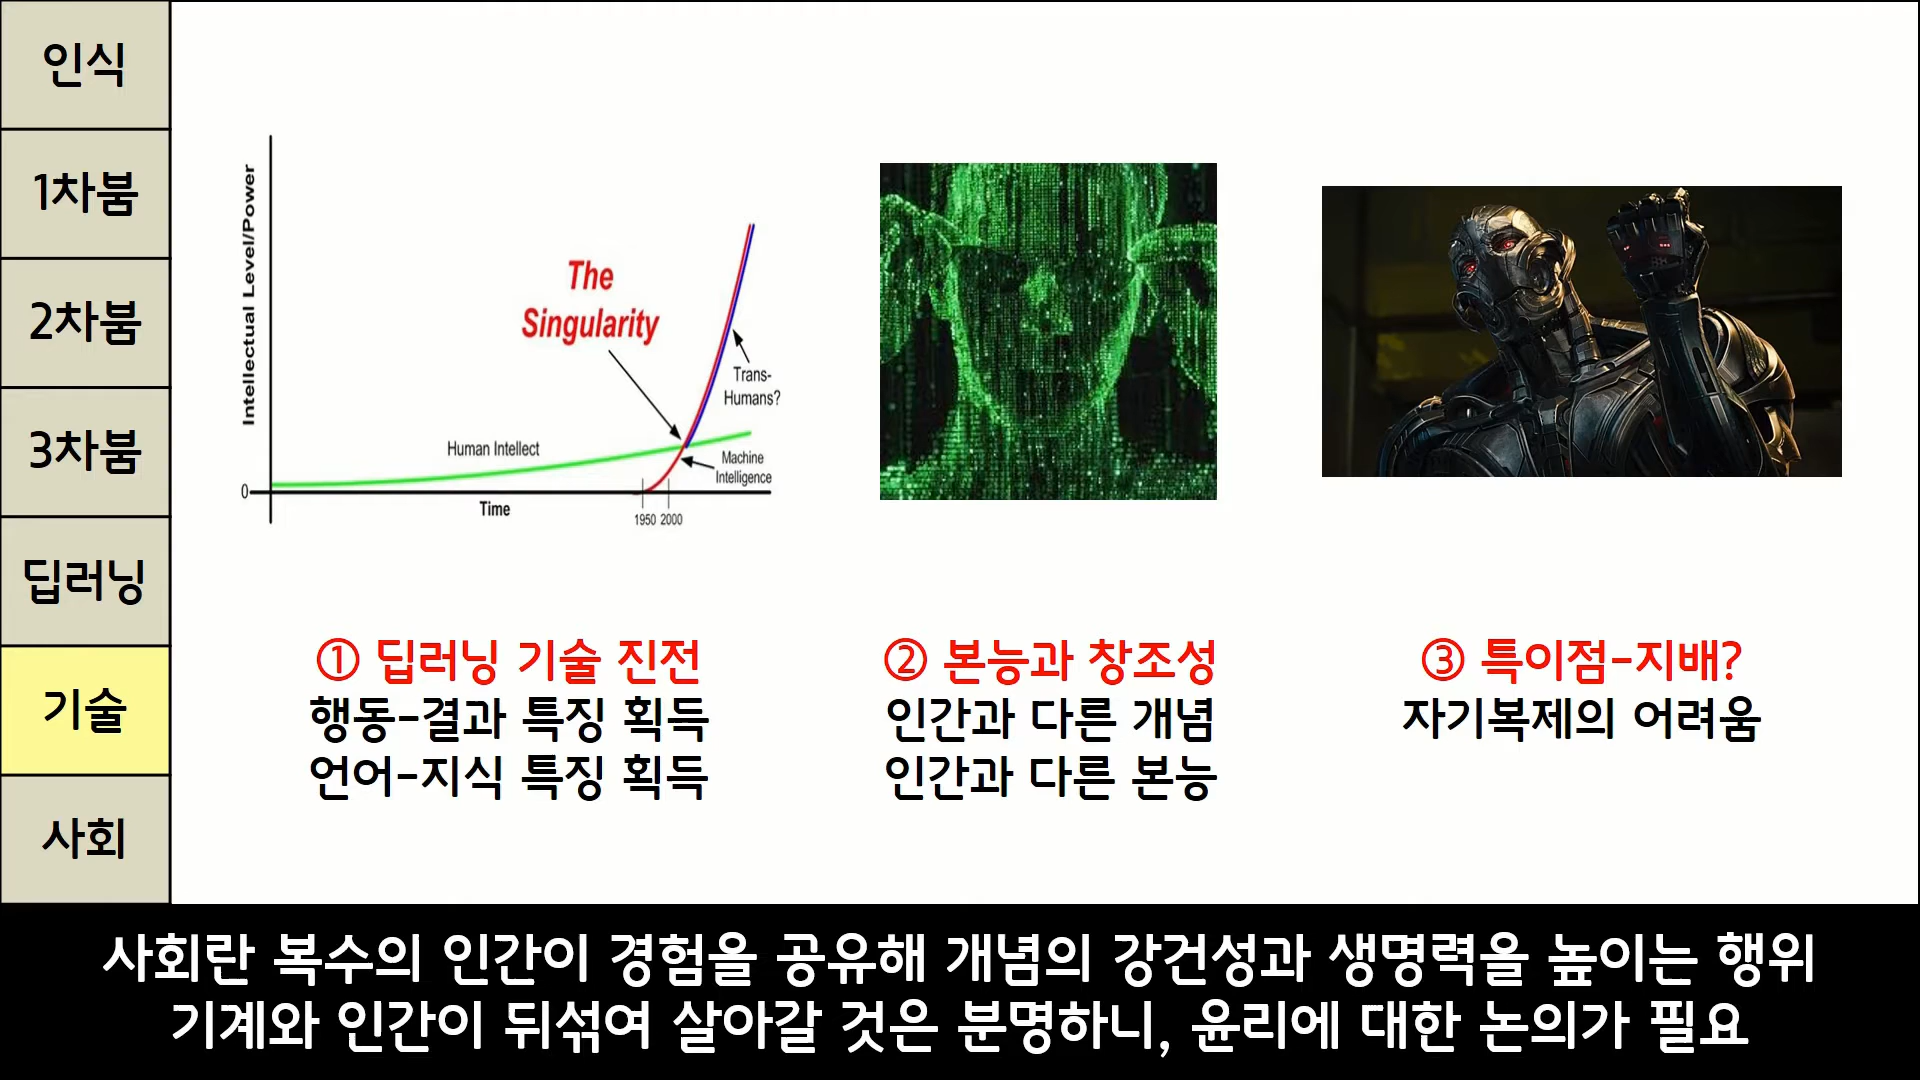 인식
1차붐
2차붐
3차붐
딥러닝
기술
사회
Intellectual Level/Power
The
Singularity
Trans-
Humans?
Human Intellect
Machine
Intelligence
0
Time
1950 2000
① 딥러닝 기술 진전
행동-결과 특징 획득
언어-지식 특징 획득
② 본능과 창조성
인간과 다른 개념
인간과 다른 본능
③ 특이점-지배?
자기복제의 어려움
사회란 복수의 인간이 경험을 공유해 개념의 강건성과 생명력을 높이는 행위
기계와 인간이 뒤섞여 살아갈 것은 분명하니, 윤리에 대한 논의가 필요